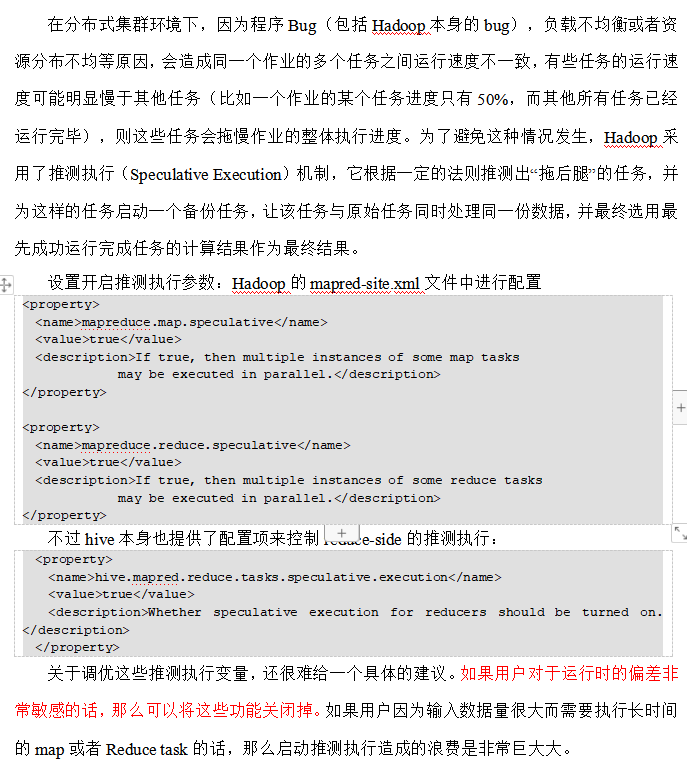 在分布式集群环境下，因为程序 Bug（包括 Hadoop 本身的 bug），负载不均衡或者资
源分布不均等原因，会造成同一个作业的多个任务之间运行速度不一致，有些任务的运行速
度可能明显慢于其他任务（比如一个作业的某个任务进度只有 50%，而其他所有任务已经
运行完毕），则这些任务会拖慢作业的整体执行进度。为了避免这种情况发生，Hadoop 采
用了推测执行（Speculative Execution）机制，它根据一定的法则推测出“拖后腿”的任务，并
为这样的任务启动一个备份任务，让该任务与原始任务同时处理同一份数据，并最终选用最
先成功运行完成任务的计算结果作为最终结果。
设置开启推测执行参数：Hadoop 的 mapred-site.xml 文件中进行配置
<property>
<name>mapreduce.map.speculative</name>
<value>true</value>
<description>If true, then multiple instances of some map tasks
may be executed in parallel.</description>
</property>
<property>
<name>mapreduce.reduce.speculative</name>
<value>true</value>
<description>If true, then multiple instances of some reduce tasks
may be executed in parallel.</description>
</property>
不过 hive 本身也提供了配置项来控制 reduce-side 的推测执行：
<property>
<name>hive.mapred.reduce.tasks.speculative.execution</name>
<value>true</value>
<description>Whether speculative execution for reducers should be turned on.
</description>
</property>
关于调优这些推测执行变量，还很难给一个具体的建议。如果用户对于运行时的偏差非
常敏感的话，那么可以将这些功能关闭掉。如果用户因为输入数据量很大而需要执行长时间
的 map 或者 Reduce task 的话，那么启动推测执行造成的浪费是非常巨大大。